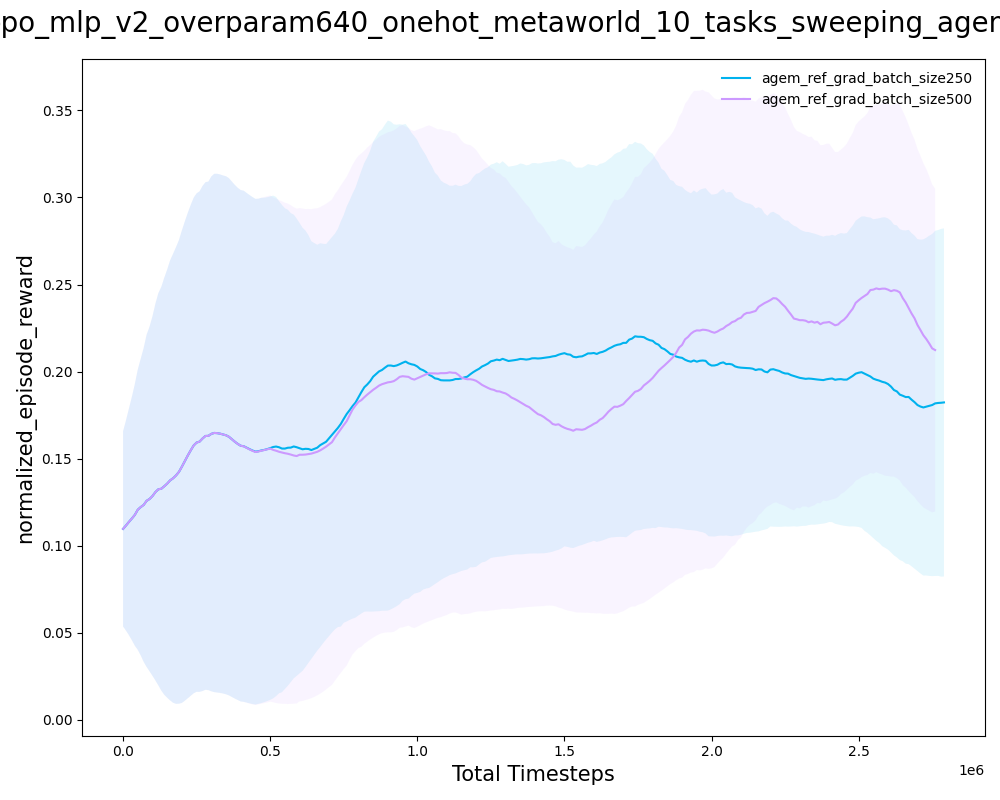 po_mlp_v2_overparam640_onehot_metaworld_10_tasks_sweeping_agem
agem_ref_grad_batch_size250
agem_ref_grad_batch_size500
normalized_episode_reward
0.35
0.30
0.25
0.20
0.15
0.10
0.05
0.00
0.0 0.5 1.0 1.5 2.0 2.5
1e6
Total Timesteps